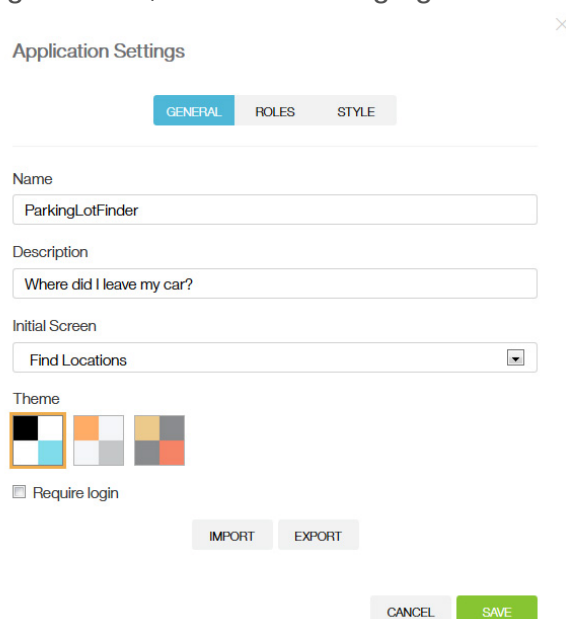 Application Settings
GENERAL ROLES STYLE
Name
ParkingLotFinder
Description
Where did I leave my car?
Initial Screen
Find Locations
Theme
Require login
IMPORT EXPORT
CANCEL SAVE